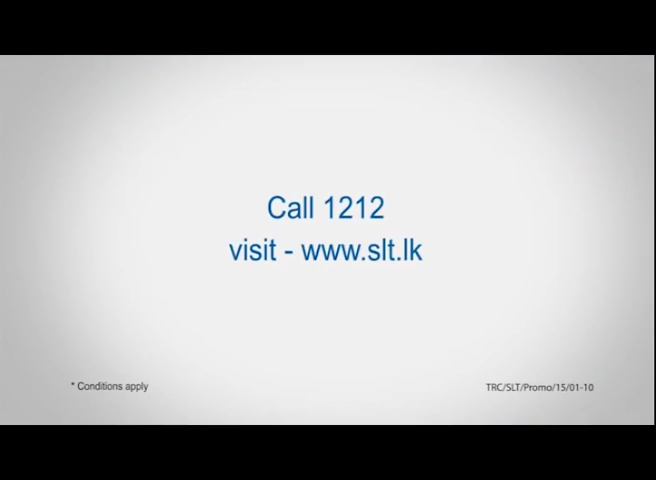 Call 1212
visit - www.slt.lk
* Conditions apply
TRC/SLT/Promo/15/01-10